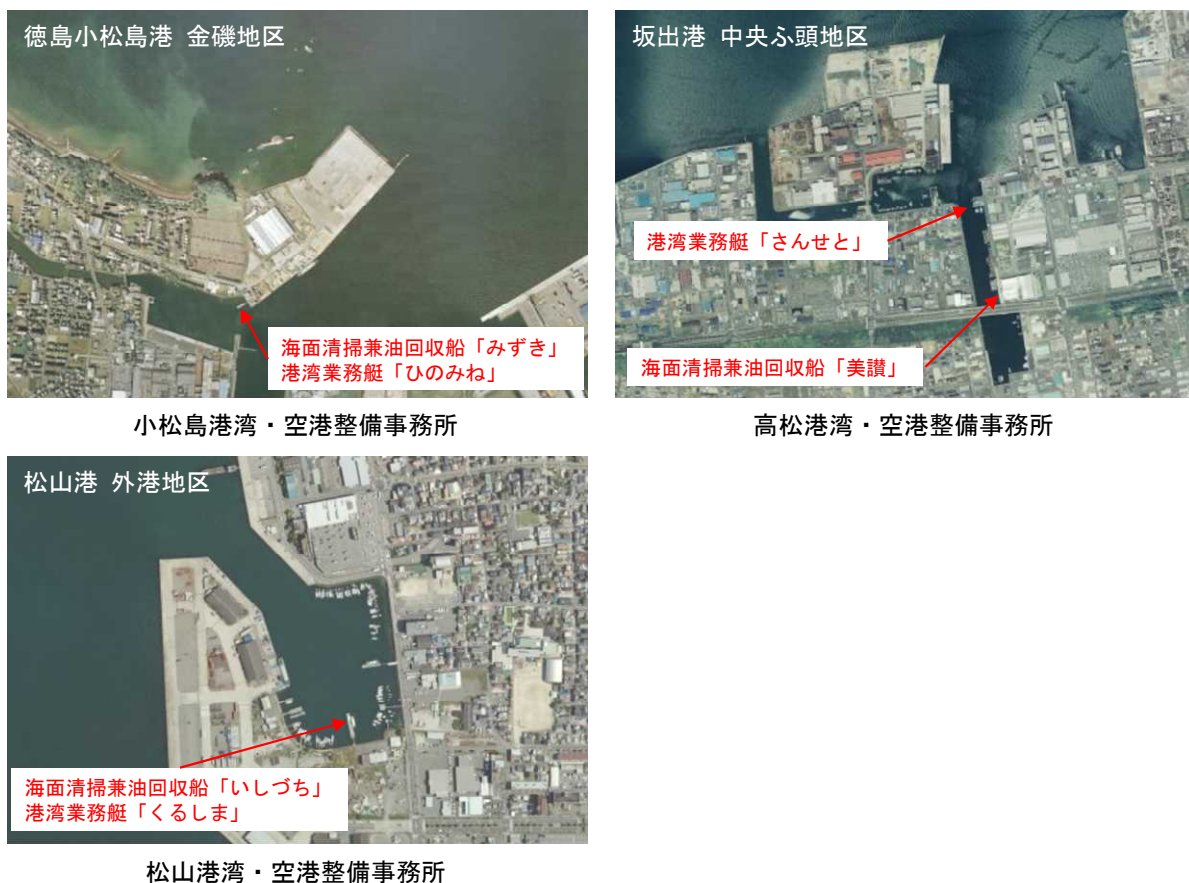 徳島小松島港 金磯地区
海面清掃兼油回収船「みずき」
港湾業務艇「ひのみね」
小松島港湾・空港整備事務所
坂出港 中央ふ頭地区
港湾業務艇「さんせと」
海面清掃兼油回収船「美讃」
高松港湾・空港整備事務所
松山港 外港地区
海面清掃兼油回収船「いしづち」
港湾業務艇「くるしま」
松山港湾・空港整備事務所